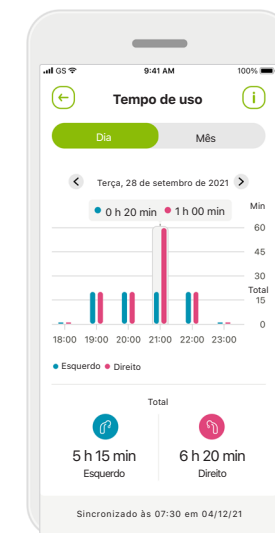 GS 9:41 AM 100%
Tempo de uso
Dia Mês
Terça, 28 de setembro de 2021
0 h 20 min 1 h 00 min Min
60
45
30
Total
15
0
18:00 19:00 20:00 21:00 22:00 23:00
Esquerdo Direito
Total
5 h 15 min 6 h 20 min
Esquerdo Direito
Sincronizado às 07:30 em 04/12/21